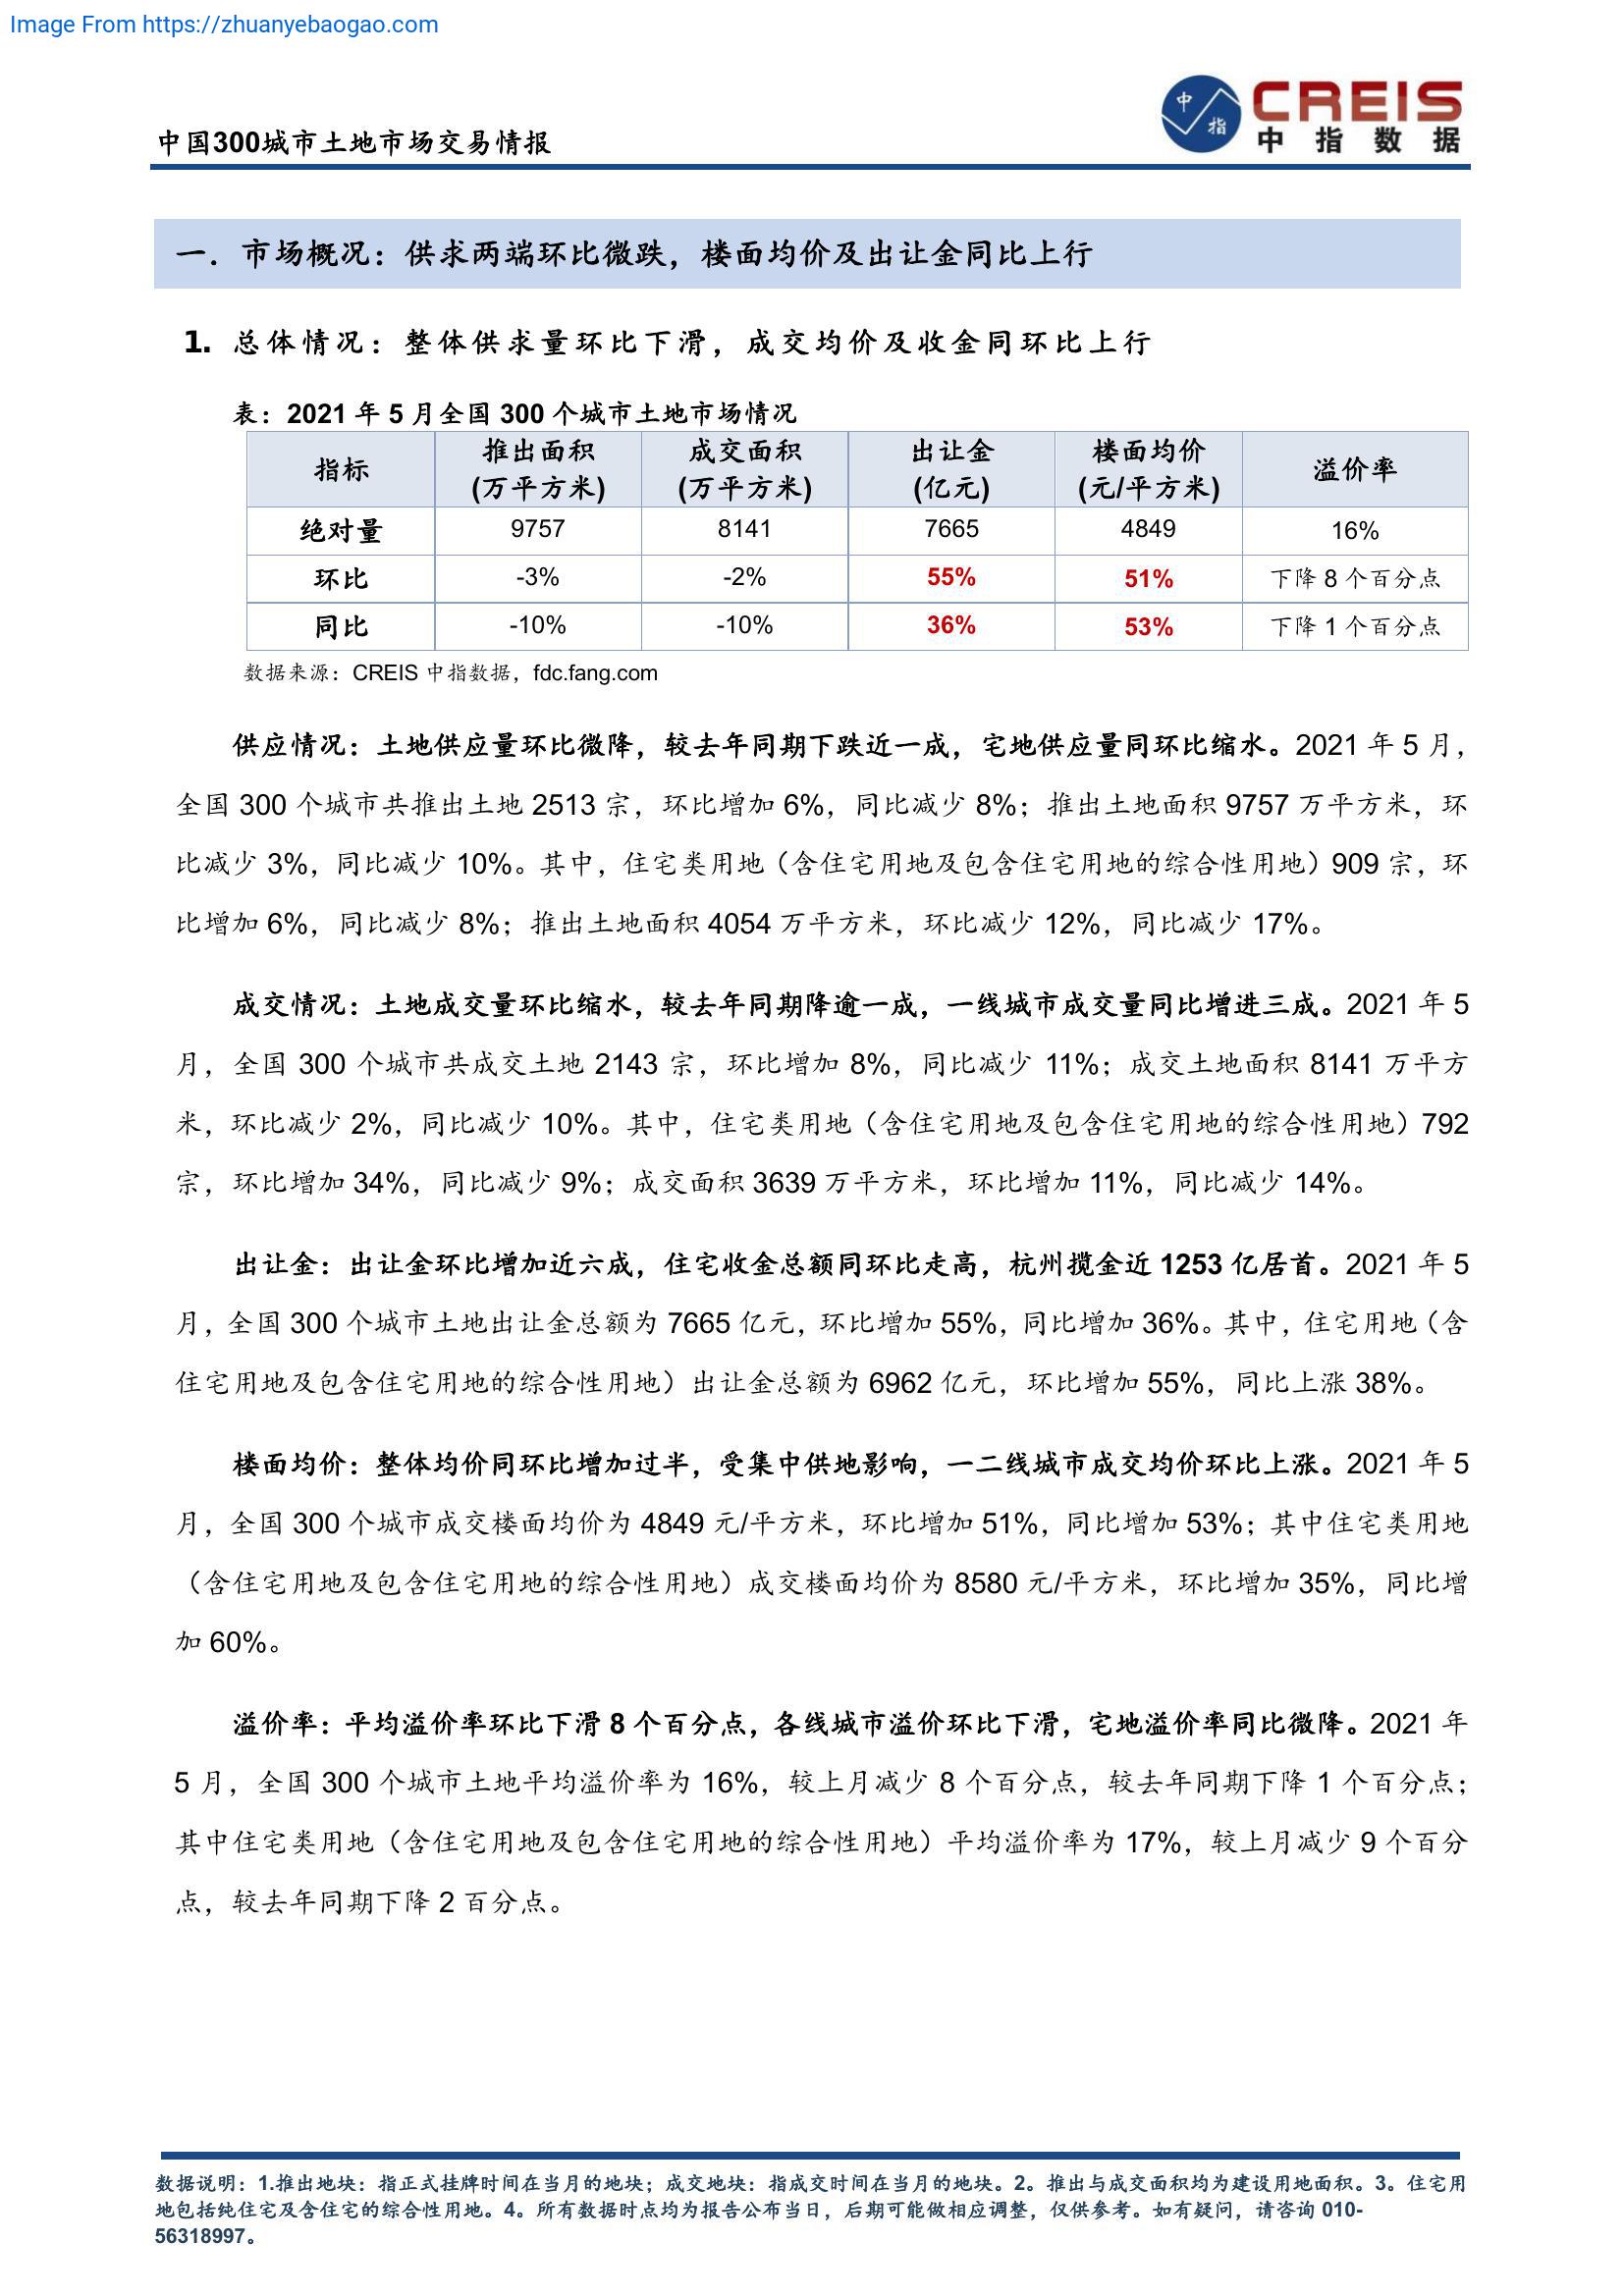 Image From https://zhuanyebaogao.com
中国300城市土地市场交易情报
中 指
CREIS
中指数据
一．市场概况：供求两端环比微跌，楼面均价及出让金同比上行
1. 总体情况：整体供求量环比下滑，成交均价及收金同环比上行
表：2021 年 5 月全国 300 个城市土地市场情况
指标 推出面积 (万平方米) 成交面积 (万平方米) 出让金 (亿元) 楼面均价 (元/平方米) 溢价率
绝对量 9757 8141 7665 4849 16%
环比 -3% -2% 55% 51% 下降 8 个百分点
同比 -10% -10% 36% 53% 下降 1 个百分点
数据来源：CREIS 中指数据，fdc.fang.com
供应情况：土地供应量环比微降，较去年同期下跌近一成，宅地供应量同环比缩水。2021 年 5 月，
全国 300 个城市共推出土地 2513 宗，环比增加 6%，同比减少 8%；推出土地面积 9757 万平方米，环
比减少 3%，同比减少 10%。其中，住宅类用地（含住宅用地及包含住宅用地的综合性用地）909 宗，环
比增加 6%，同比减少 8%；推出土地面积 4054 万平方米，环比减少 12%，同比减少 17%。
成交情况：土地成交量环比缩水，较去年同期降逾一成，一线城市成交量同比增进三成。2021 年 5
月，全国 300 个城市共成交土地 2143 宗，环比增加 8%，同比减少 11%；成交土地面积 8141 万平方
米，环比减少 2%，同比减少 10%。其中，住宅类用地（含住宅用地及包含住宅用地的综合性用地）792
宗，环比增加 34%，同比减少 9%；成交面积 3639 万平方米，环比增加 11%，同比减少 14%。
出让金：出让金环比增加近六成，住宅收金总额同环比走高，杭州揽金近 1253 亿居首。2021 年 5
月，全国 300 个城市土地出让金总额为 7665 亿元，环比增加 55%，同比增加 36%。其中，住宅用地（含
住宅用地及包含住宅用地的综合性用地）出让金总额为 6962 亿元，环比增加 55%，同比上涨 38%。
楼面均价：整体均价同环比增加过半，受集中供地影响，一二线城市成交均价环比上涨。2021 年 5
月，全国 300 个城市成交楼面均价为 4849 元/平方米，环比增加 51%，同比增加 53%；其中住宅类用地
（含住宅用地及包含住宅用地的综合性用地）成交楼面均价为 8580 元/平方米，环比增加 35%，同比增
加 60%。
溢价率：平均溢价率环比下滑 8 个百分点，各线城市溢价环比下滑，宅地溢价率同比微降。2021 年
5 月，全国 300 个城市土地平均溢价率为 16%，较上月减少 8 个百分点，较去年同期下降 1 个百分点；
其中住宅类用地（含住宅用地及包含住宅用地的综合性用地）平均溢价率为 17%，较上月减少 9 个百分
点，较去年同期下降 2 百分点。
数据说明：1.推出地块：指正式挂牌时间在当月的地块；成交地块：指成交时间在当月的地块。2。推出与成交面积均为建设用地面积。3。住宅用
地包括纯住宅及含住宅的综合性用地。4。所有数据时点均为报告公布当日，后期可能做相应调整，仅供参考。如有疑问，请咨询 010-
56318997。